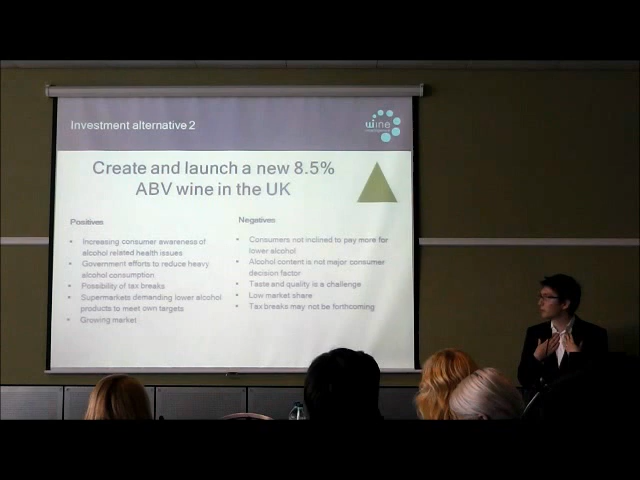 Investment alternative 2
wine
Create and launch a new 8.5%
ABV wine in the UK
Positives
• Increasing consumer awareness of
alcohol related health issues
• Government efforts to reduce heavy
alcohol consumption
• Possibility of tax breaks
• Supermarkets demanding lower alcohol
products to meet own targets
• Growing market
Negatives
• Consumers not inclined to pay more for
lower alcohol
• Alcohol content is not major consumer
decision factor
• Taste and quality is a challenge
• Low market share
• Tax breaks may not be forthcoming